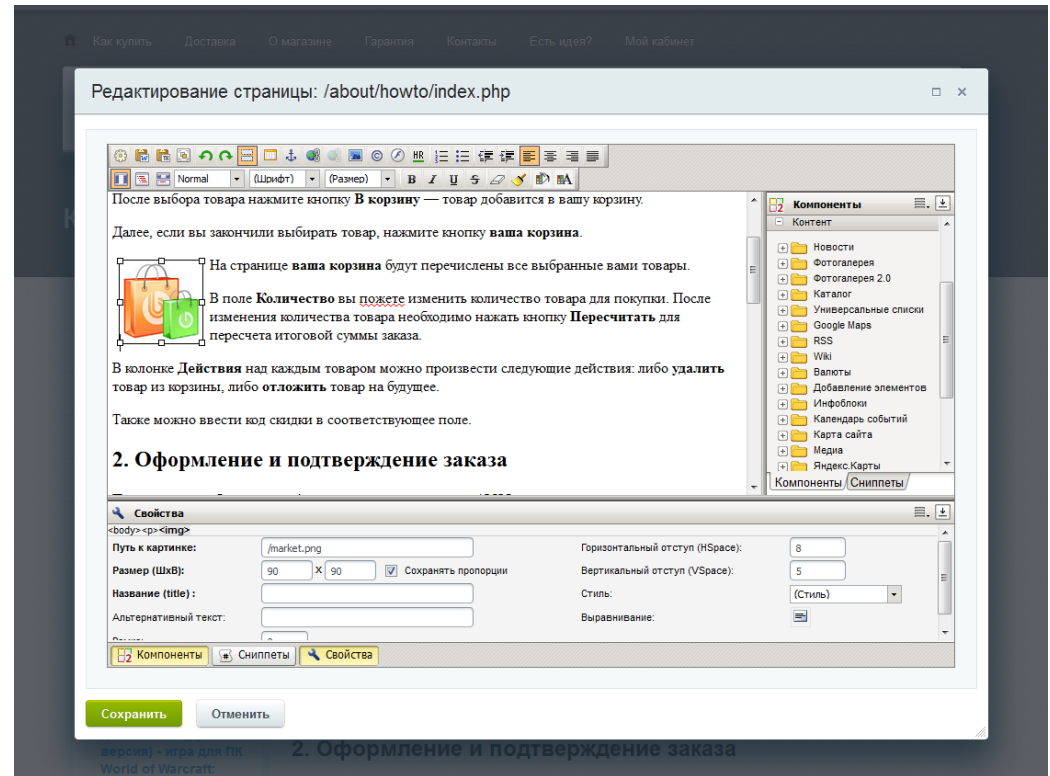 Как купить Доставка О магазине Гарантия Контакты Есть идея? Мой кабинет
Редактирование страницы: /about/howto/index.php
HR
Normal (Шрифт) (Размер) B I U S
После выбора товара нажмите кнопку В корзину — товар добавится в вашу корзину.
Далее, если вы закончили выбирать товар, нажмите кнопку ваша корзина.
На странице ваша корзина будут перечислены все выбранные вами товары.
В поле Количество вы пожете изменить количество товара для покупки. После
изменения количества товара необходимо нажать кнопку Пересчитать для
пересчета итоговой суммы заказа.
В колонке Действия над каждым товаром можно произвести следующие действия: либо удалить
товар из корзины, либо отложить товар на будущее.
Также можно ввести код скидки в соответствующее поле.
2. Оформление и подтверждение заказа
Компоненты
Контент
Новости
Фотогалерея
Фотогалерея 2.0
Каталог
Универсальные списки
Google Maps
RSS
Wiki
Валюты
Добавление элементов
Инфоблоки
Календарь событий
Карта сайта
Медиа
Яндекс.Карты
Компоненты Сниппеты
Свойства
<body><p><img>
Путь к картинке: /market.png Горизонтальный отступ (HSpace): 8
Размер (ШхВ): 90 X 90 Сохранять пропорции Вертикальный отступ (VSpace): 5
Название (title) : Стиль: (Стиль)
Альтернативный текст: Выравнивание:
Компоненты Сниппеты Свойства
Сохранить Отменить
версия) - игра для ПК 2. Оформление и подтверждение заказа
World of Warcraft: